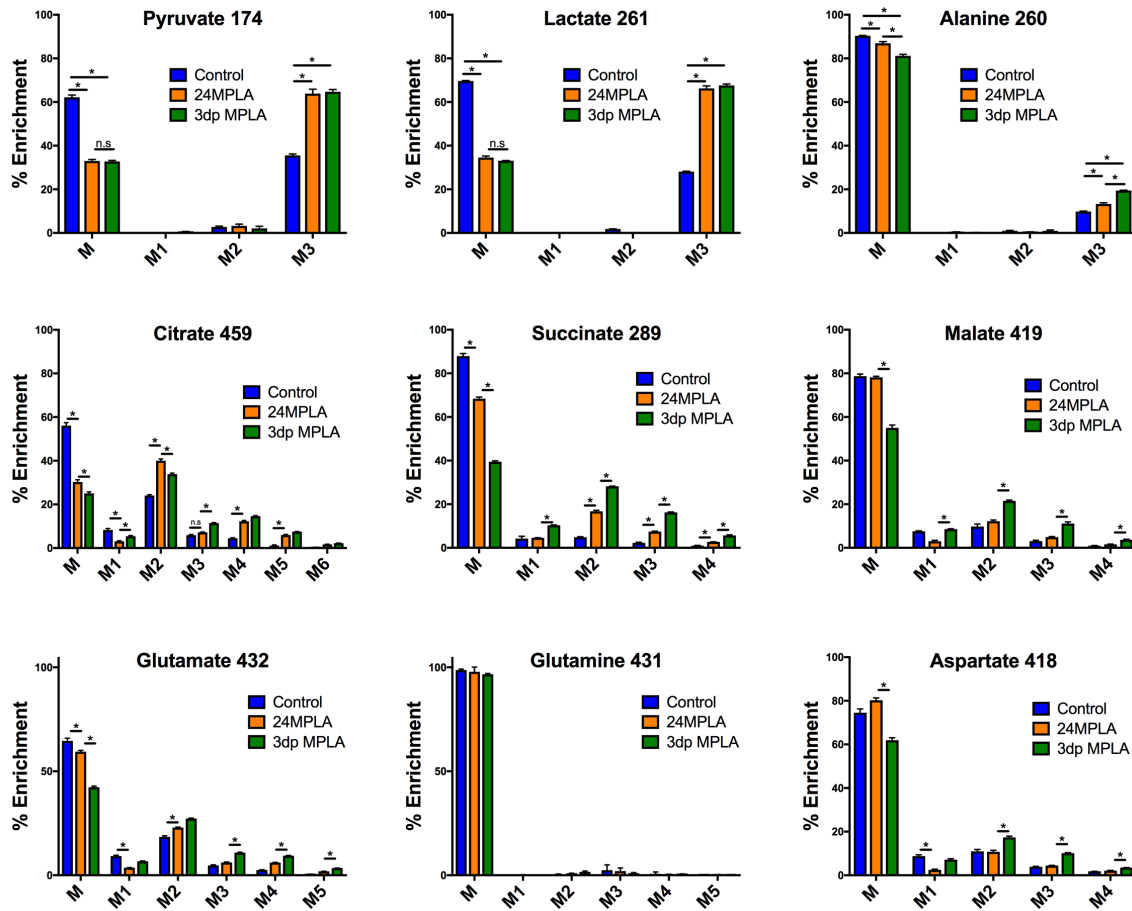 Pyruvate 174
% Enrichment
100
80
60
40
20
0
* * n.s * *
Control
24MPLA
3dp MPLA
M M1 M2 M3
Lactate 261
% Enrichment
100
80
60
40
20
0
* * n.s * *
Control
24MPLA
3dp MPLA
M M1 M2 M3
Alanine 260
% Enrichment
100
80
60
40
20
0
* * * * * *
Control
24MPLA
3dp MPLA
M M1 M2 M3
Citrate 459
% Enrichment
100
80
60
40
20
0
* * * * * * n.s * * *
Control
24MPLA
3dp MPLA
M M1 M2 M3 M4 M5 M6
Succinate 289
% Enrichment
100
80
60
40
20
0
* * * * * * * * *
Control
24MPLA
3dp MPLA
M M1 M2 M3 M4
Malate 419
% Enrichment
100
80
60
40
20
0
* * * * *
Control
24MPLA
3dp MPLA
M M1 M2 M3 M4
Glutamate 432
% Enrichment
100
50
0
* * * * * * *
Control
24MPLA
3dp MPLA
M M1 M2 M3 M4 M5
Glutamine 431
% Enrichment
100
50
0
Control
24MPLA
3dp MPLA
M M1 M2 M3 M4 M5
Aspartate 418
% Enrichment
100
80
60
40
20
0
* * * * *
Control
24MPLA
3dp MPLA
M M1 M2 M3 M4